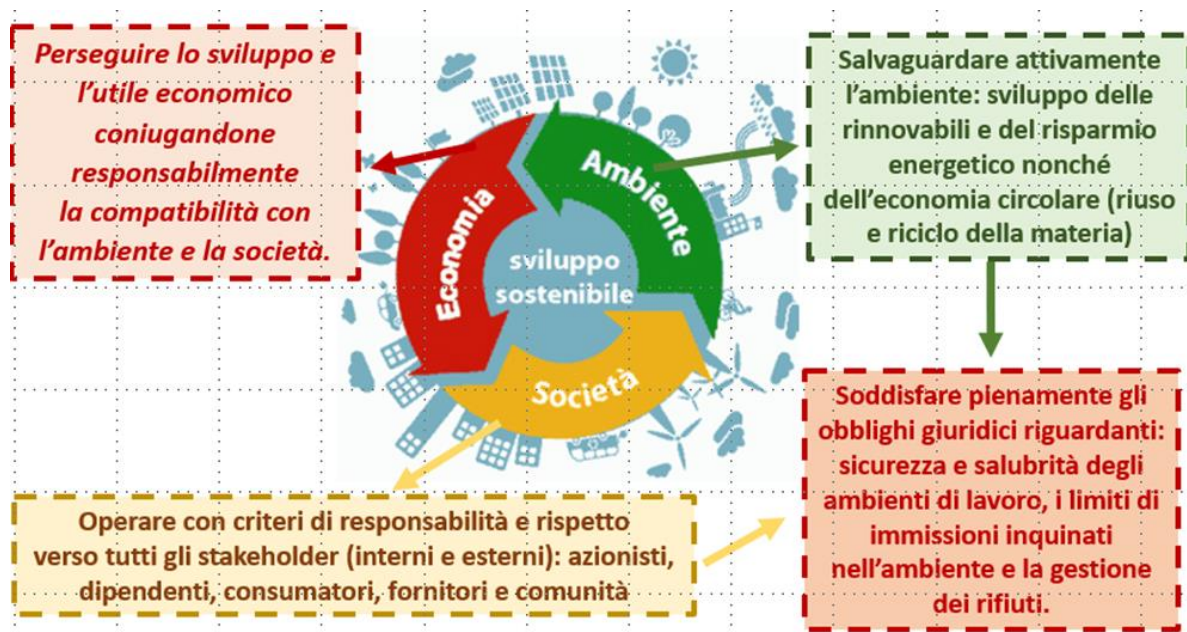 Perseguire lo sviluppo e
l'utile economico
coniugandone
responsabilmente
la compatibilità con
l'ambiente e la società.
Economia
Ambiente
Società
sviluppo
sostenibile
Salvaguardare attivamente
l'ambiente: sviluppo delle
rinnovabili e del risparmio
energetico nonché
dell'economia circolare (riuso
e riciclo della materia)
Operare con criteri di responsabilità e rispetto
verso tutti gli stakeholder (interni e esterni): azionisti,
dipendenti, consumatori, fornitori e comunità
Soddisfare pienamente gli
obblighi giuridici riguardanti:
sicurezza e salubrità degli
ambienti di lavoro, i limiti di
immissioni inquinati
nell'ambiente e la gestione
dei rifiuti.